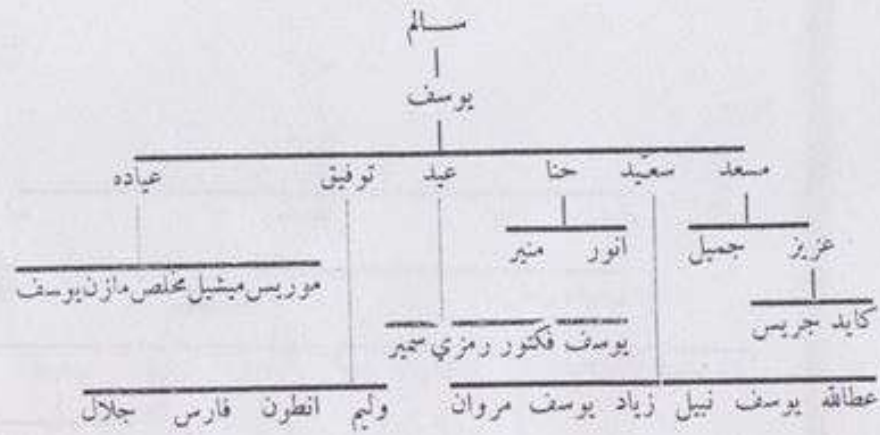 سالم
يوسف
مسعد سعيد حنا عيد توفيق عياده
عزيز جميل انور منير
موريس ميشيل مخلص مازن يوسف
كايد جريس
يوسف فكتور رمزي سمير
عطالله يوسف نبيل زياد يوسف مروان وليم انطون فارس جلال